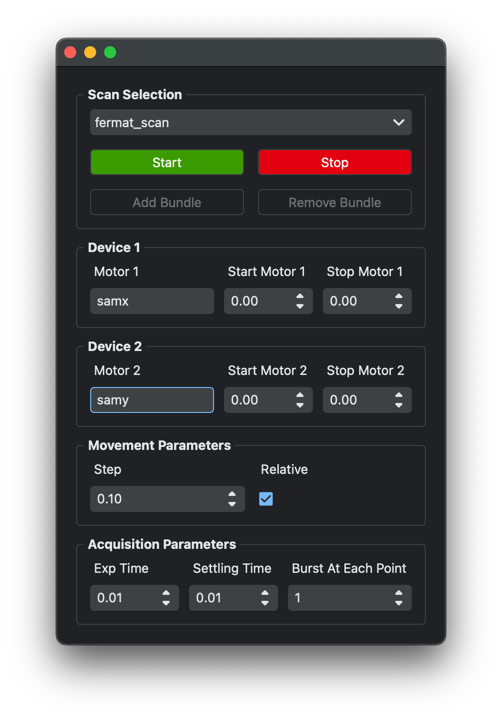 Scan Selection
fermat_scan
Start Stop
Add Bundle Remove Bundle
Device 1
Motor 1 Start Motor 1 Stop Motor 1
samx 0.00 0.00
Device 2
Motor 2 Start Motor 2 Stop Motor 2
samy 0.00 0.00
Movement Parameters
Step Relative
0.10
Acquisition Parameters
Exp Time Settling Time Burst At Each Point
0.01 0.01 1